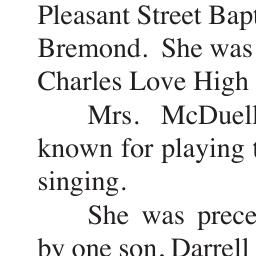 Pleasant Street Bapt
Bremond. She was
Charles Love High
Mrs. McDuell
known for playing
singing.
She was prece
by one son, Darrell